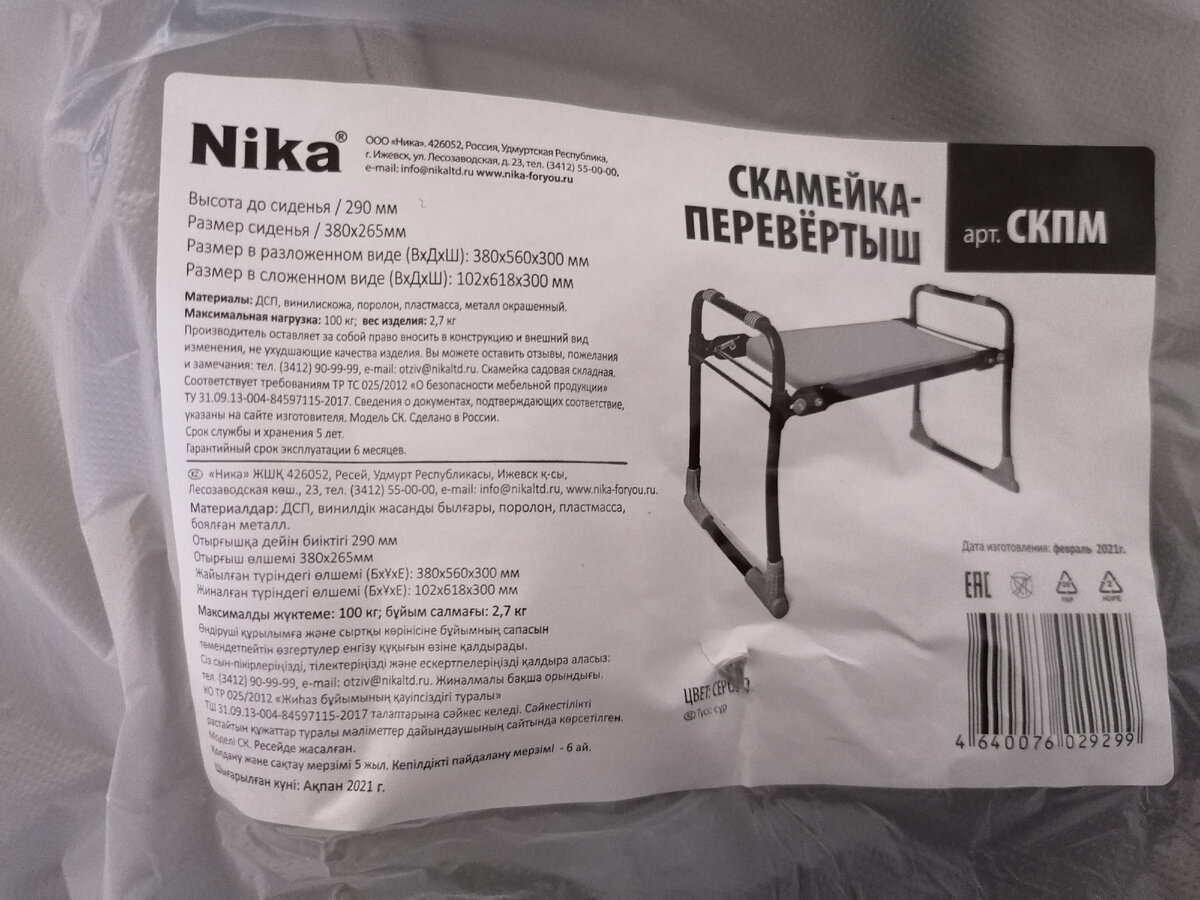 Nika®
ООО «Ника». 426052, Россия, Удмуртская Республика,
г. Ижевск, ул. Лесозаводская, д. 23, тел. (3412) 55-00-00,
e-mail: info@nikaltd.ru www.nika-foryou.ru
Высота до сиденья / 290 мм
Размер сиденья / 380х265мм
Размер в разложенном виде (ВхДхШ): 380х560х300 мм
Размер в сложенном виде (ВхДхШ): 102х618х300 мм
Материалы: ДСП, винилискожа, поролон, пластмасса, металл окрашенный.
Максимальная нагрузка: 100 кг; вес изделия: 2,7 кг
Производитель оставляет за собой право вносить в конструкцию и внешний вид
изменения, не ухудшающие качества изделия. Вы можете оставить отзывы, пожелания
и замечания: тел. (3412) 90-99-99, e-mail: otziv@nikaltd.ru. Скамейка садовая складная.
Соответствует требованиям ТР ТС 025/2012 «О безопасности мебельной продукции»
ТУ 31.09.13-004-84597115-2017. Сведения о документах, подтверждающих соответствие,
указаны на сайте изготовителя. Модель СК. Сделано в России.
Срок службы и хранения 5 лет.
Гарантийный срок эксплуатации 6 месяцев.
KZ «Ника» ЖШҚ 426052, Ресей, Удмурт Республикасы, Ижевск қ-сы,
Лесозаводская көш., 23, тел. (3412) 55-00-00, e-mail: info@nikaltd.ru, www.nika-foryou.ru.
Материалдар: ДСП, винилдік жасанды былғары, поролон, пластмасса,
боялған металл.
Отырғышқа дейін биіктігі 290 мм
Отырғыш өлшемі 380х265мм
Жайылған түріндегі өлшемі (БхҰхЕ): 380х560х300 мм
Жиналған түріндегі өлшемі (БхҰхЕ): 102х618х300 мм
Максималды жүктеме: 100 кг; бұйым салмағы: 2,7 кг
Өндіруші құрылымға және сыртқы көрінісіне бұйымның сапасын
төмендетпейтін өзгертулер енгізу құқығын өзіне қалдырады.
Сіз сын-пікірлеріңізді, тілектеріңізді және ескертпелеріңізді қалдыра аласыз:
тел. (3412) 90-99-99, e-mail: otziv@nikaltd.ru. Жиналмалы бақша орындығы.
КО ТР 025/2012 «Жиһаз бұйымының қауіпсіздігі туралы»
ТШ 31.09.13-004-84597115-2017 талаптарына сәйкес келеді. Сәйкестілікті
растайтын құжаттар туралы мәліметтер дайындаушының сайтында көрсетілген.
Моделі СК. Ресейде жасалған.
Қолдану және сақтау мерзімі 5 жыл. Кепілдікті пайдалану мерзімі - 6 ай.
Шығарылған күні: Ақпан 2021 г.
СКАМЕЙКА-
ПЕРЕВЁРТЫШ
арт. СКПМ
Дата изготовления: февраль 2021г.
EAC
PAP
HDPE
ЦВЕТ:
KZ Түсі: сұр
4 640076 029299